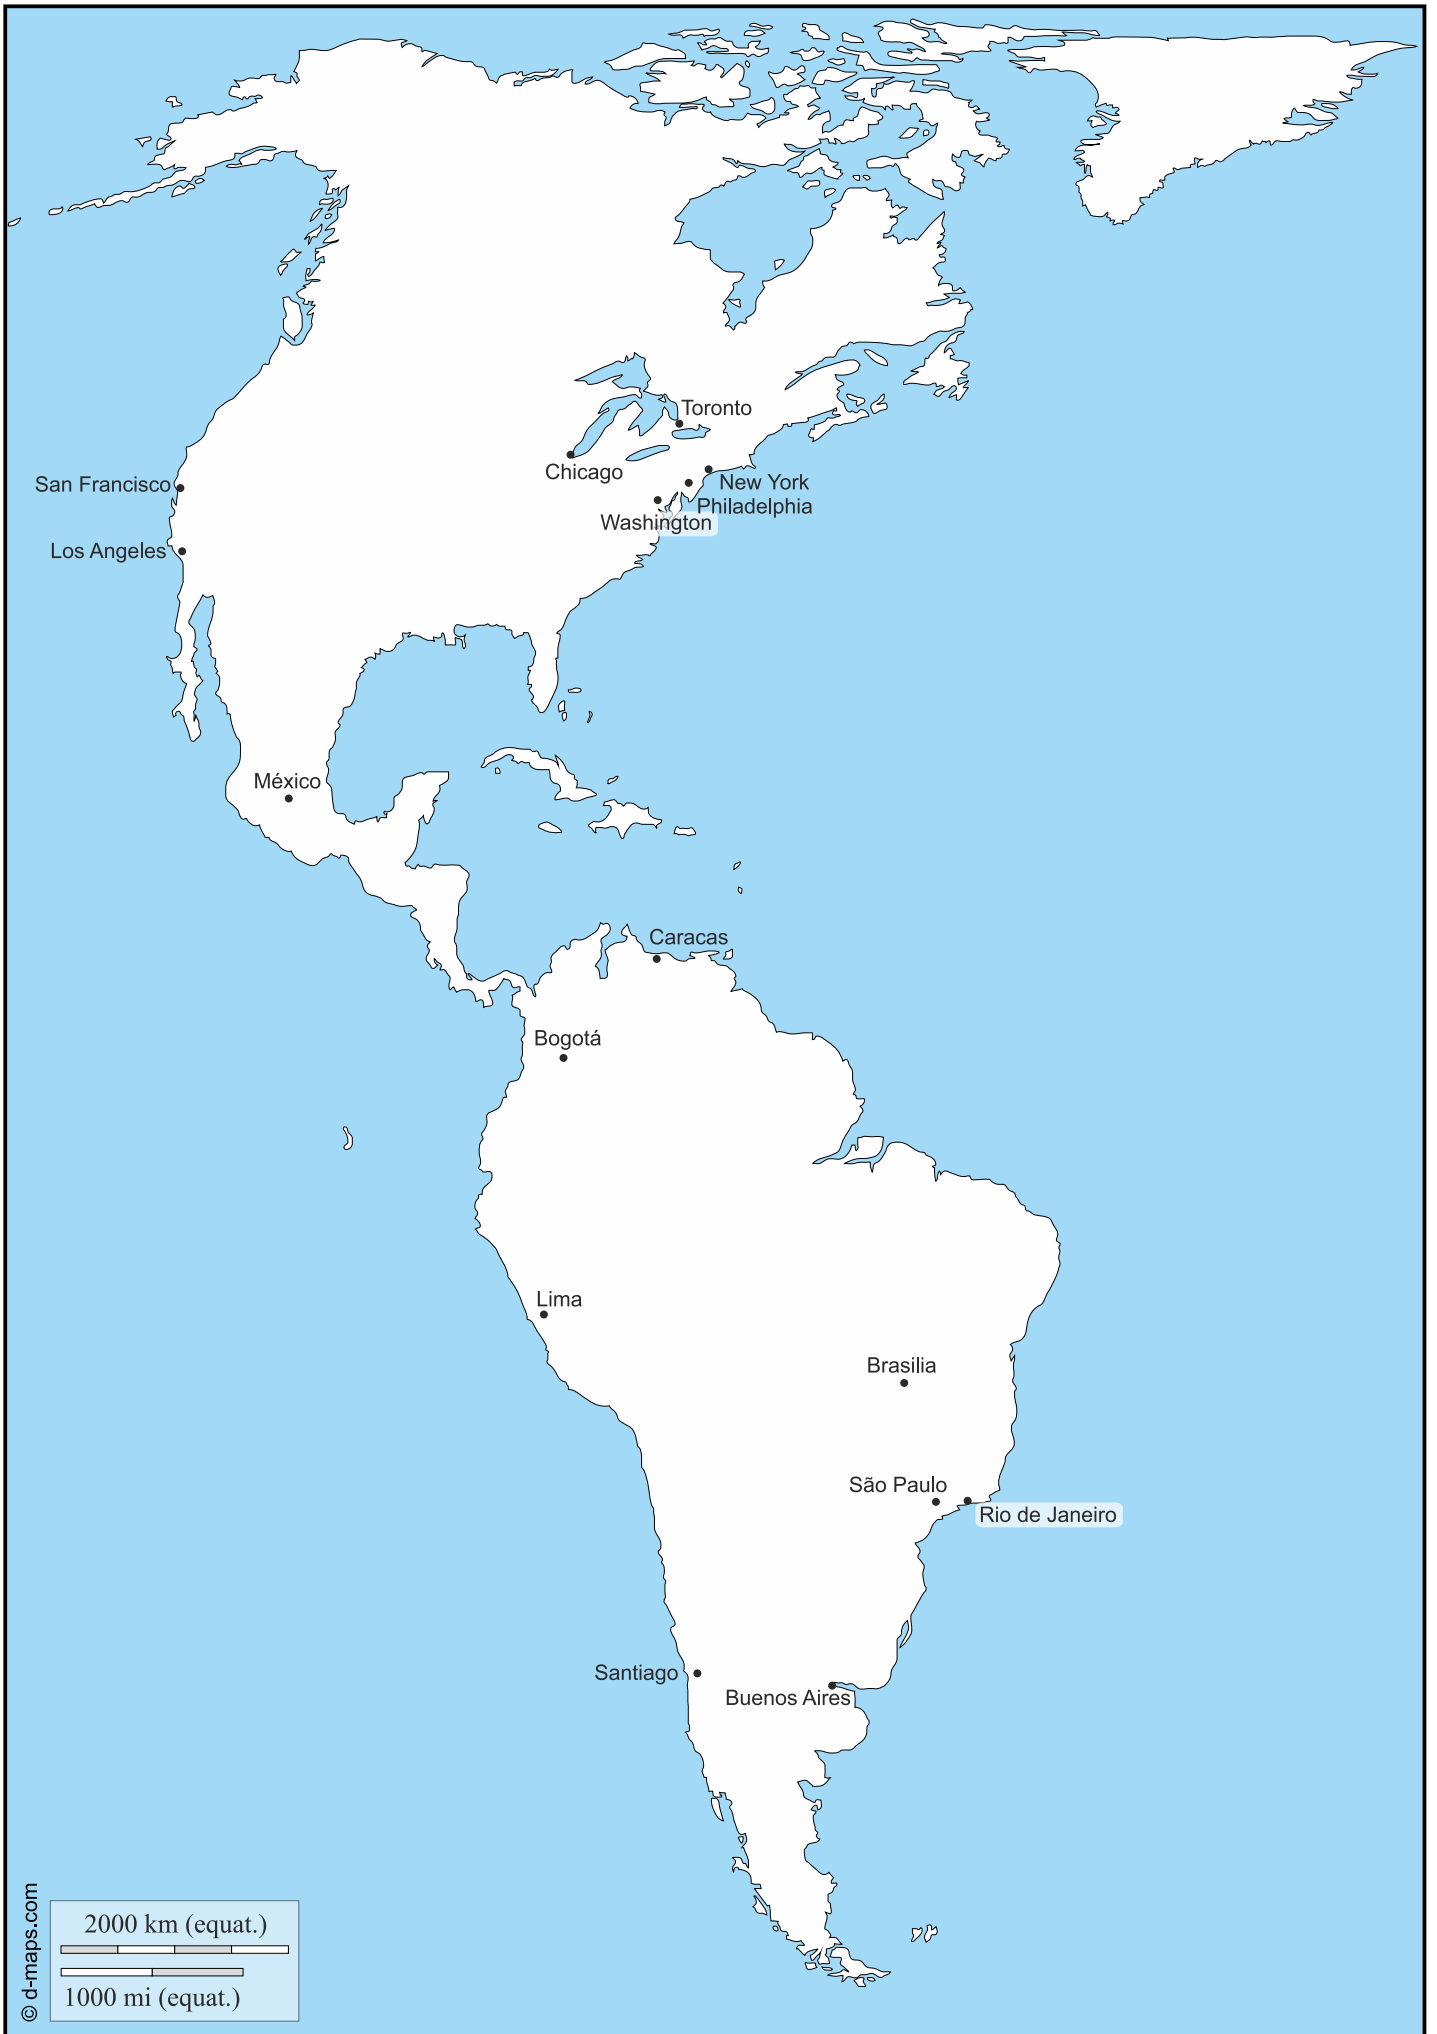 Toronto
Chicago
New York
San Francisco
Philadelphia
Washington
Los Angeles
México
Caracas
Bogotá
Lima
Brasilia
São Paulo
Rio de Janeiro
Santiago
Buenos Aires
2000 km (equat.)
1000 mi (equat.)
© d-maps.com